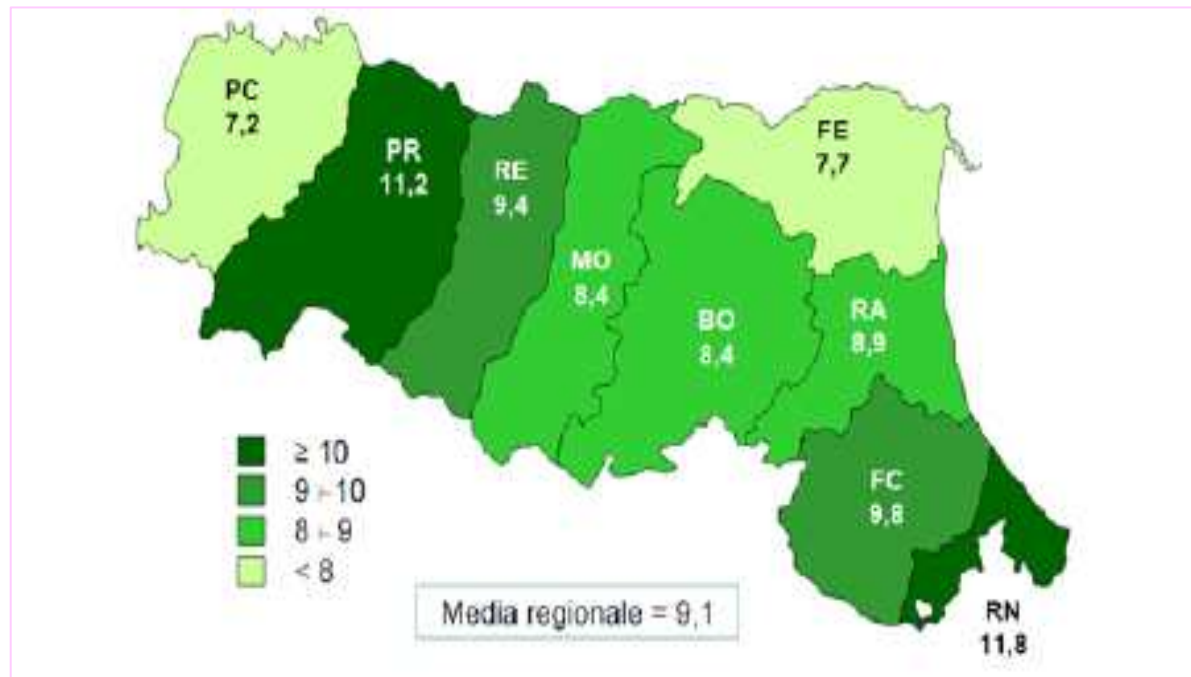 PC
7,2
PR
11,2
RE
9,4
MO
8,4
BO
8,4
FE
7,7
RA
8,9
FC
9,8
RN
11,8
≥ 10
9 ⊢ 10
8 ⊢ 9
< 8
Media regionale = 9,1